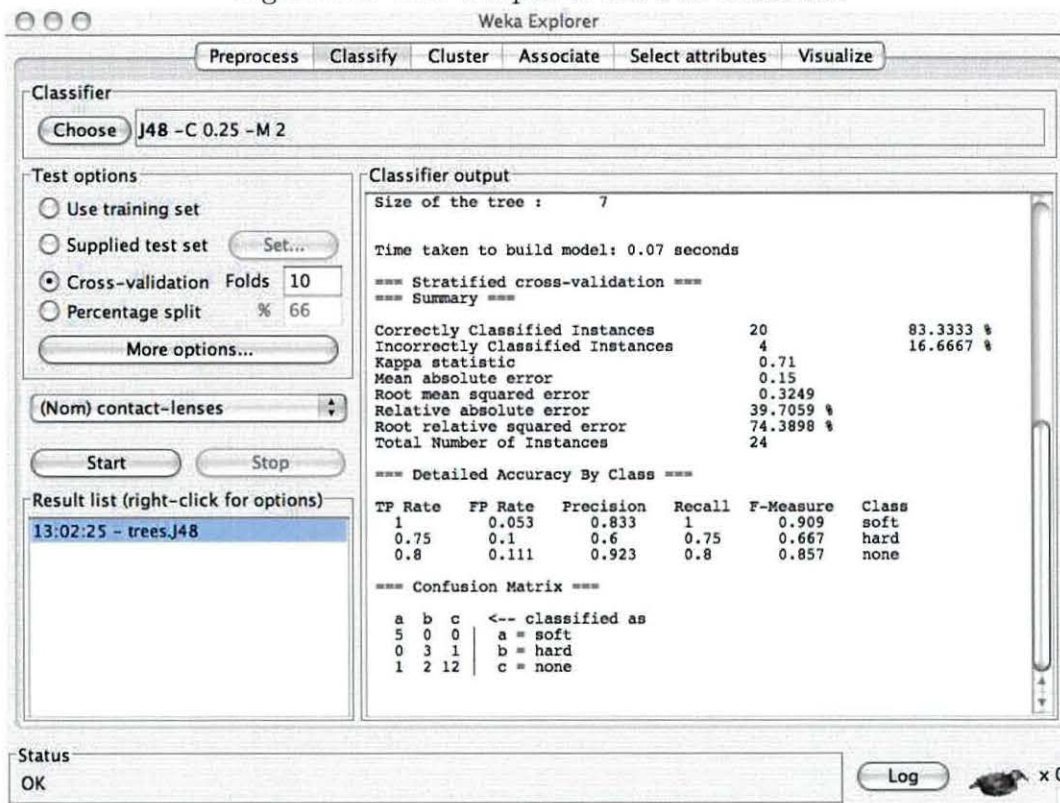 Weka Explorer
Preprocess Classify Cluster Associate Select attributes Visualize
Classifier
Choose J48 -C 0.25 -M 2
Test options
Use training set
Supplied test set Set...
Cross-validation Folds 10
Percentage split % 66
More options...
(Nom) contact-lenses
Start Stop
Result list (right-click for options)
13:02:25 - trees.J48
Classifier output
Size of the tree : 7
Time taken to build model: 0.07 seconds
=== Stratified cross-validation ===
=== Summary ===
Correctly Classified Instances 20 83.3333 %
Incorrectly Classified Instances 4 16.6667 %
Kappa statistic 0.71
Mean absolute error 0.15
Root mean squared error 0.3249
Relative absolute error 39.7059 %
Root relative squared error 74.3898 %
Total Number of Instances 24
=== Detailed Accuracy By Class ===
TP Rate FP Rate Precision Recall F-Measure Class
1 0.053 0.833 1 0.909 soft
0.75 0.1 0.6 0.75 0.667 hard
0.8 0.111 0.923 0.8 0.857 none
=== Confusion Matrix ===
a b c <-- classified as
5 0 0 | a = soft
0 3 1 | b = hard
1 2 12 | c = none
Status
OK
Log x 0